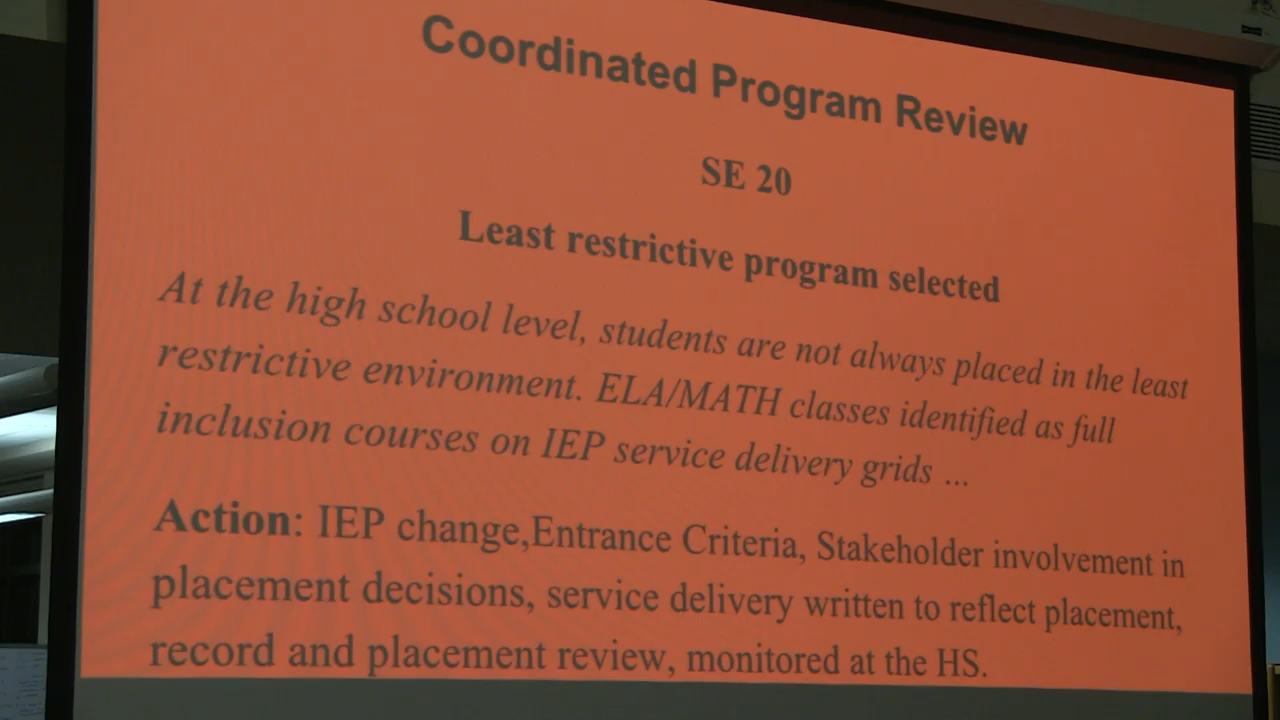 Coordinated Program Review
SE 20
Least restrictive program selected
At the high school level, students are not always placed in the least
restrictive environment. ELA/MATH classes identified as full
inclusion courses on IEP service delivery grids ...
Action: IEP change,Entrance Criteria, Stakeholder involvement in
placement decisions, service delivery written to reflect placement,
record and placement review, monitored at the HS.